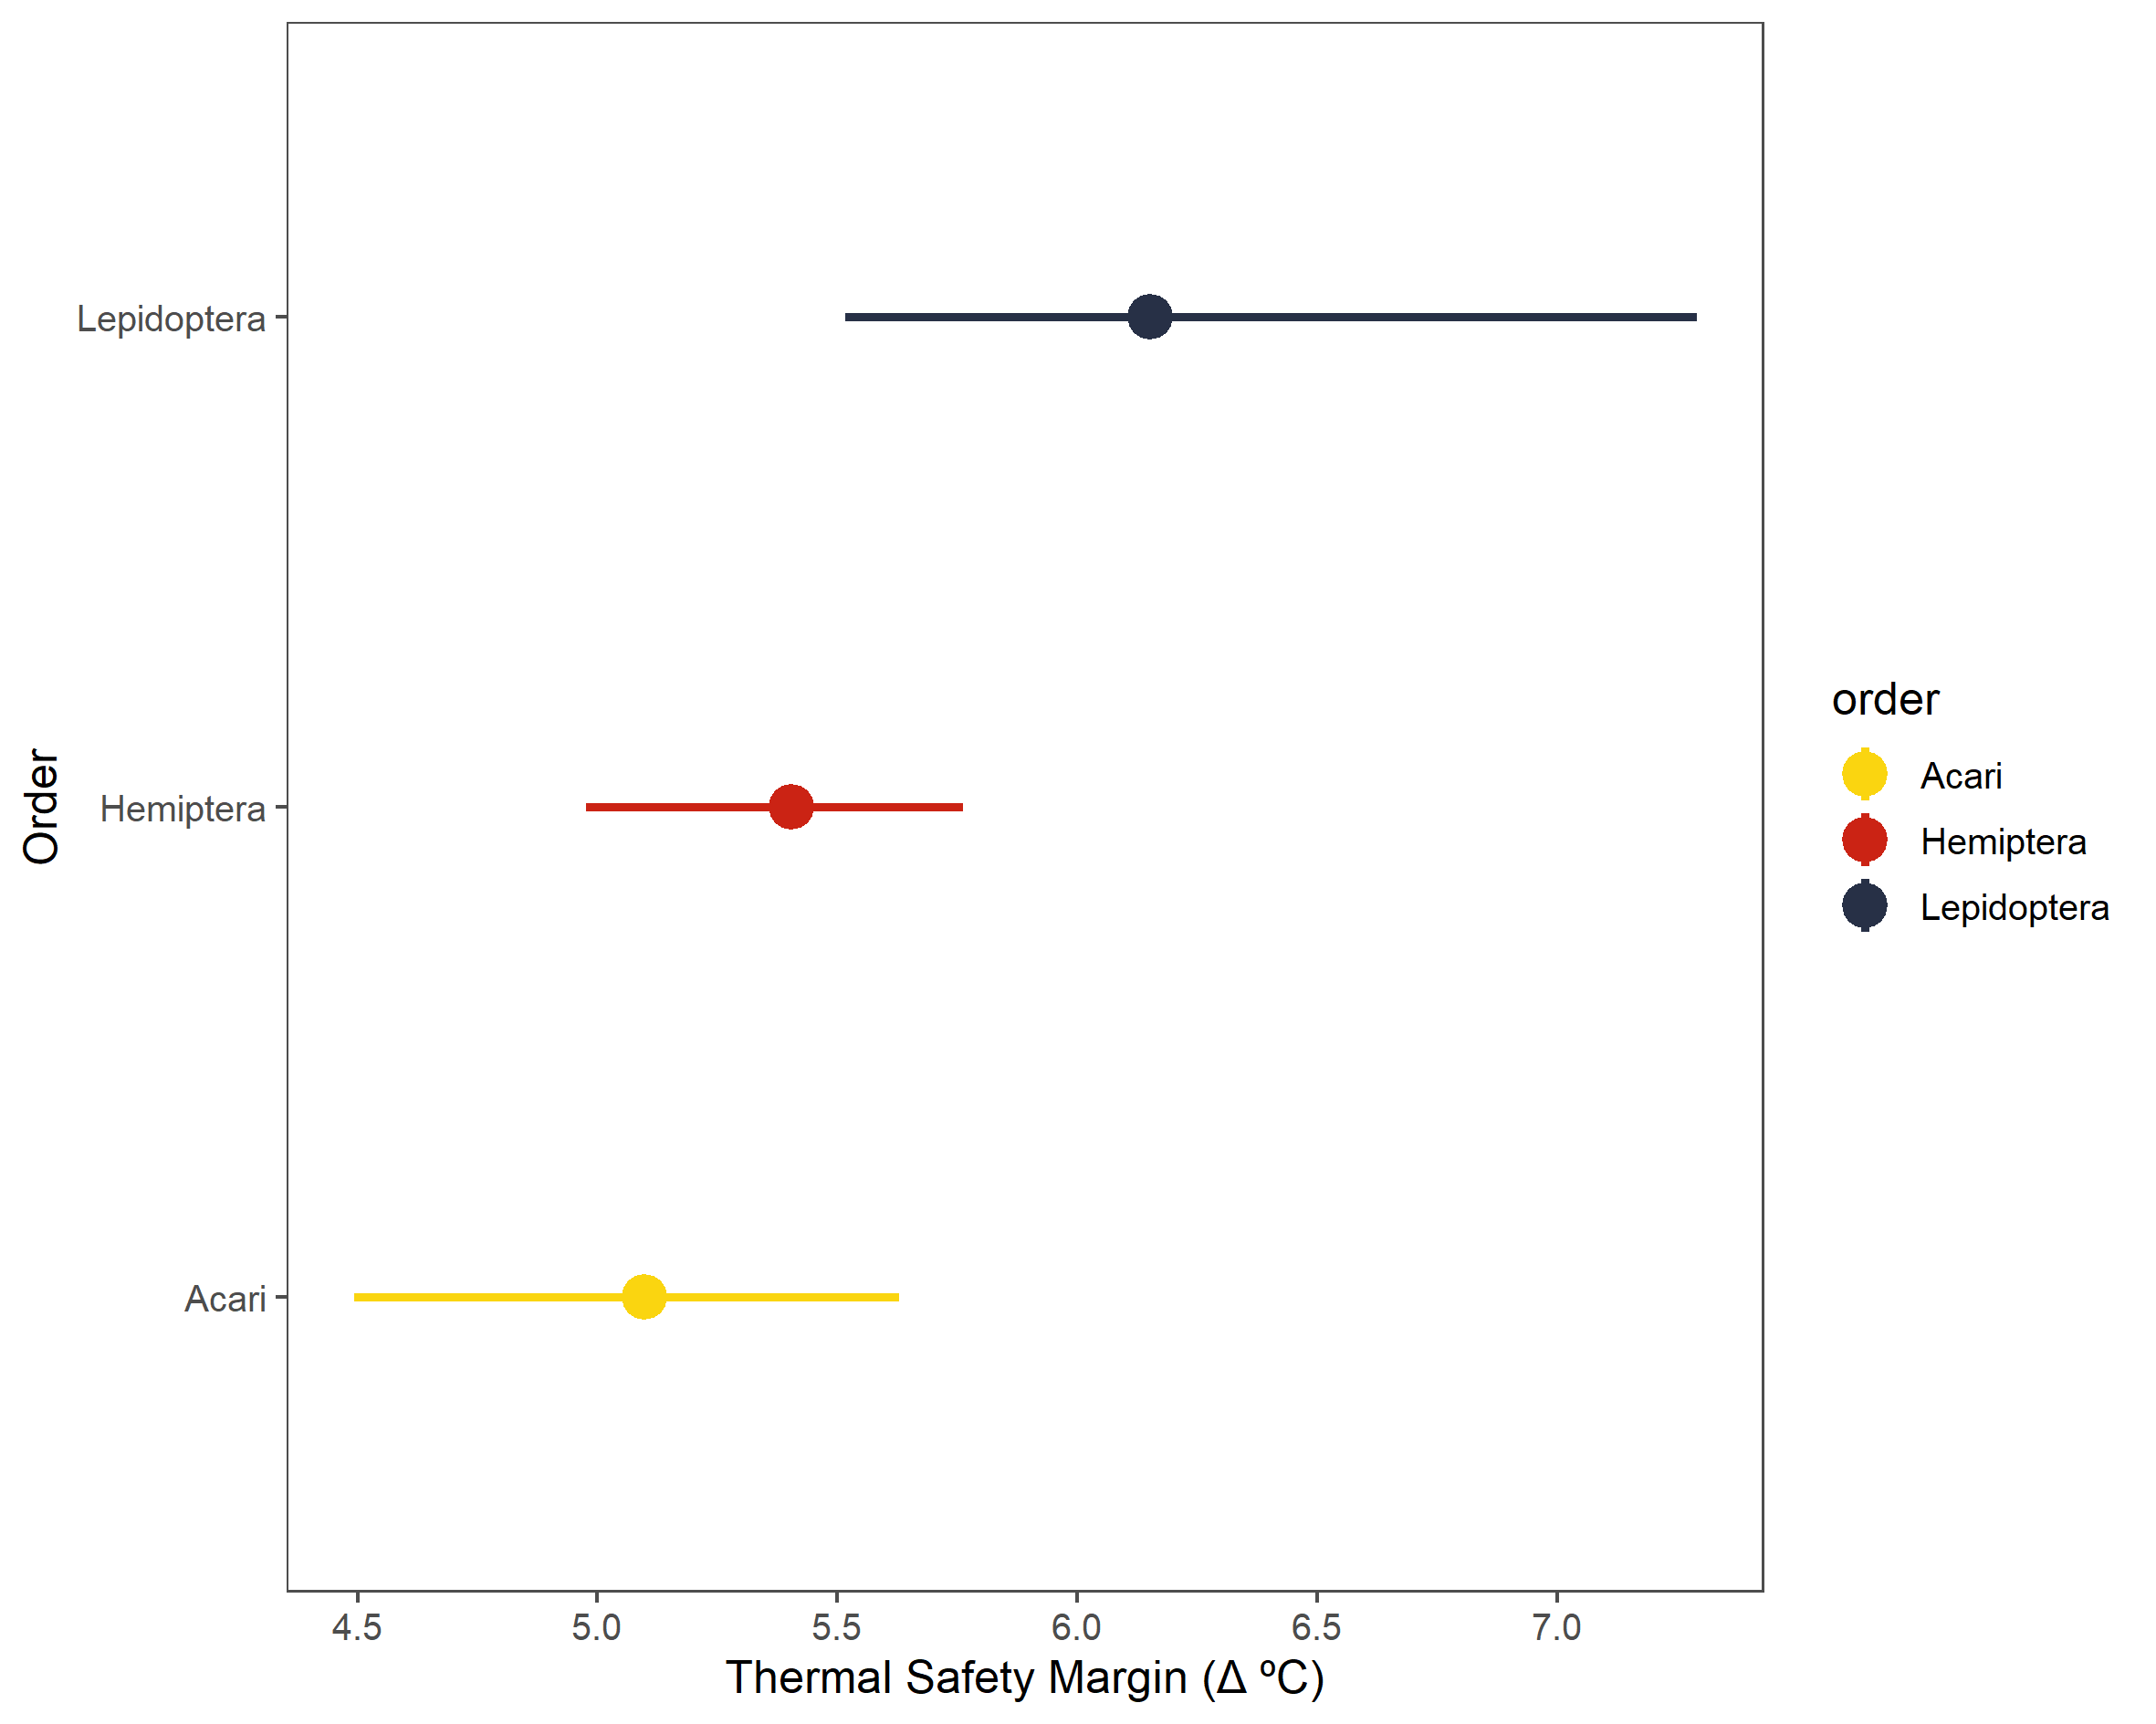 Order
Lepidoptera
Hemiptera
Acari
4.5 5.0 5.5 6.0 6.5 7.0
Thermal Safety Margin (Δ ºC)
order
Acari
Hemiptera
Lepidoptera